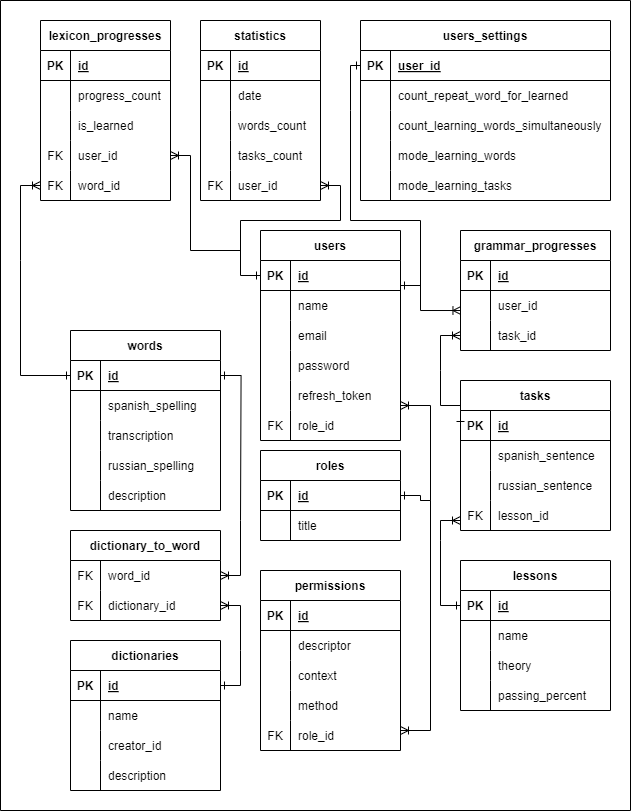 lexicon_progresses
PK id
progress_count
is_learned
FK user_id
FK word_id
statistics
PK id
date
words_count
tasks_count
FK user_id
users_settings
PK user_id
count_repeat_word_for_learned
count_learning_words_simultaneously
mode_learning_words
mode_learning_tasks
users
PK id
name
email
password
refresh_token
FK role_id
grammar_progresses
PK id
user_id
task_id
words
PK id
spanish_spelling
transcription
russian_spelling
description
roles
PK id
title
tasks
PK id
spanish_sentence
russian_sentence
FK lesson_id
dictionary_to_word
FK word_id
FK dictionary_id
permissions
PK id
descriptor
context
method
FK role_id
lessons
PK id
name
theory
passing_percent
dictionaries
PK id
name
creator_id
description